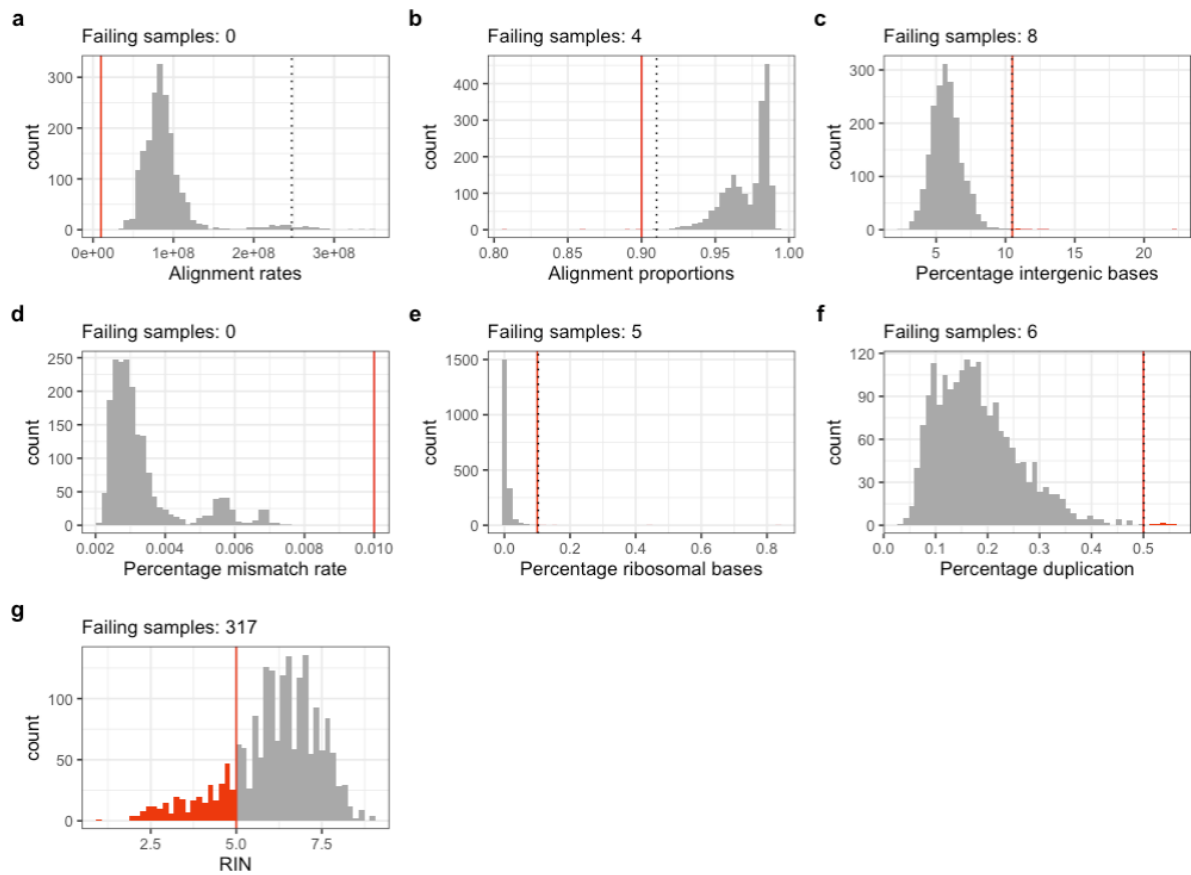 a
Failing samples: 0
300
200
100
0
count
0e+00 1e+08 2e+08 3e+08
Alignment rates
b
Failing samples: 4
400
300
200
100
0
count
0.80 0.85 0.90 0.95 1.00
Alignment proportions
c
Failing samples: 8
300
200
100
0
count
5 10 15 20
Percentage intergenic bases
d
Failing samples: 0
250
200
150
100
50
0
count
0.002 0.004 0.006 0.008 0.010
Percentage mismatch rate
e
Failing samples: 5
1500
1000
500
0
count
0.0 0.2 0.4 0.6 0.8
Percentage ribosomal bases
f
Failing samples: 6
120
90
60
30
0
count
0.0 0.1 0.2 0.3 0.4 0.5
Percentage duplication
g
Failing samples: 317
100
50
0
count
2.5 5.0 7.5
RIN